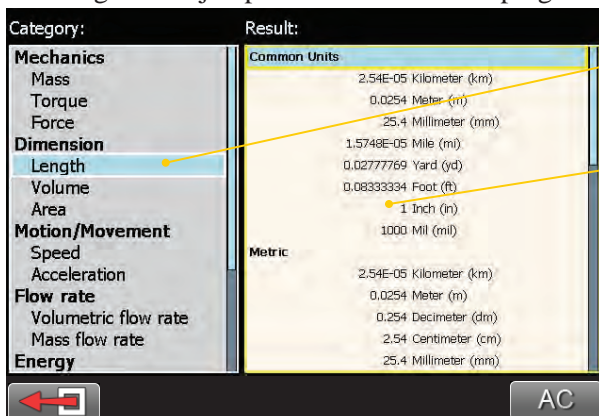 Category:
Mechanics
Mass
Torque
Force
Dimension
Length
Volume
Area
Motion/Movement
Speed
Acceleration
Flow rate
Volumetric flow rate
Mass flow rate
Energy
Result:
Common Units
2.54E-05 Kilometer (km)
0.0254 Meter (m)
25.4 Millimeter (mm)
1.5748E-05 Mile (mi)
0.02777769 Yard (yd)
0.08333334 Foot (ft)
1 Inch (in)
1000 Mil (mil)
Metric
2.54E-05 Kilometer (km)
0.0254 Meter (m)
0.254 Decimeter (dm)
2.54 Centimeter (cm)
25.4 Millimeter (mm)
AC